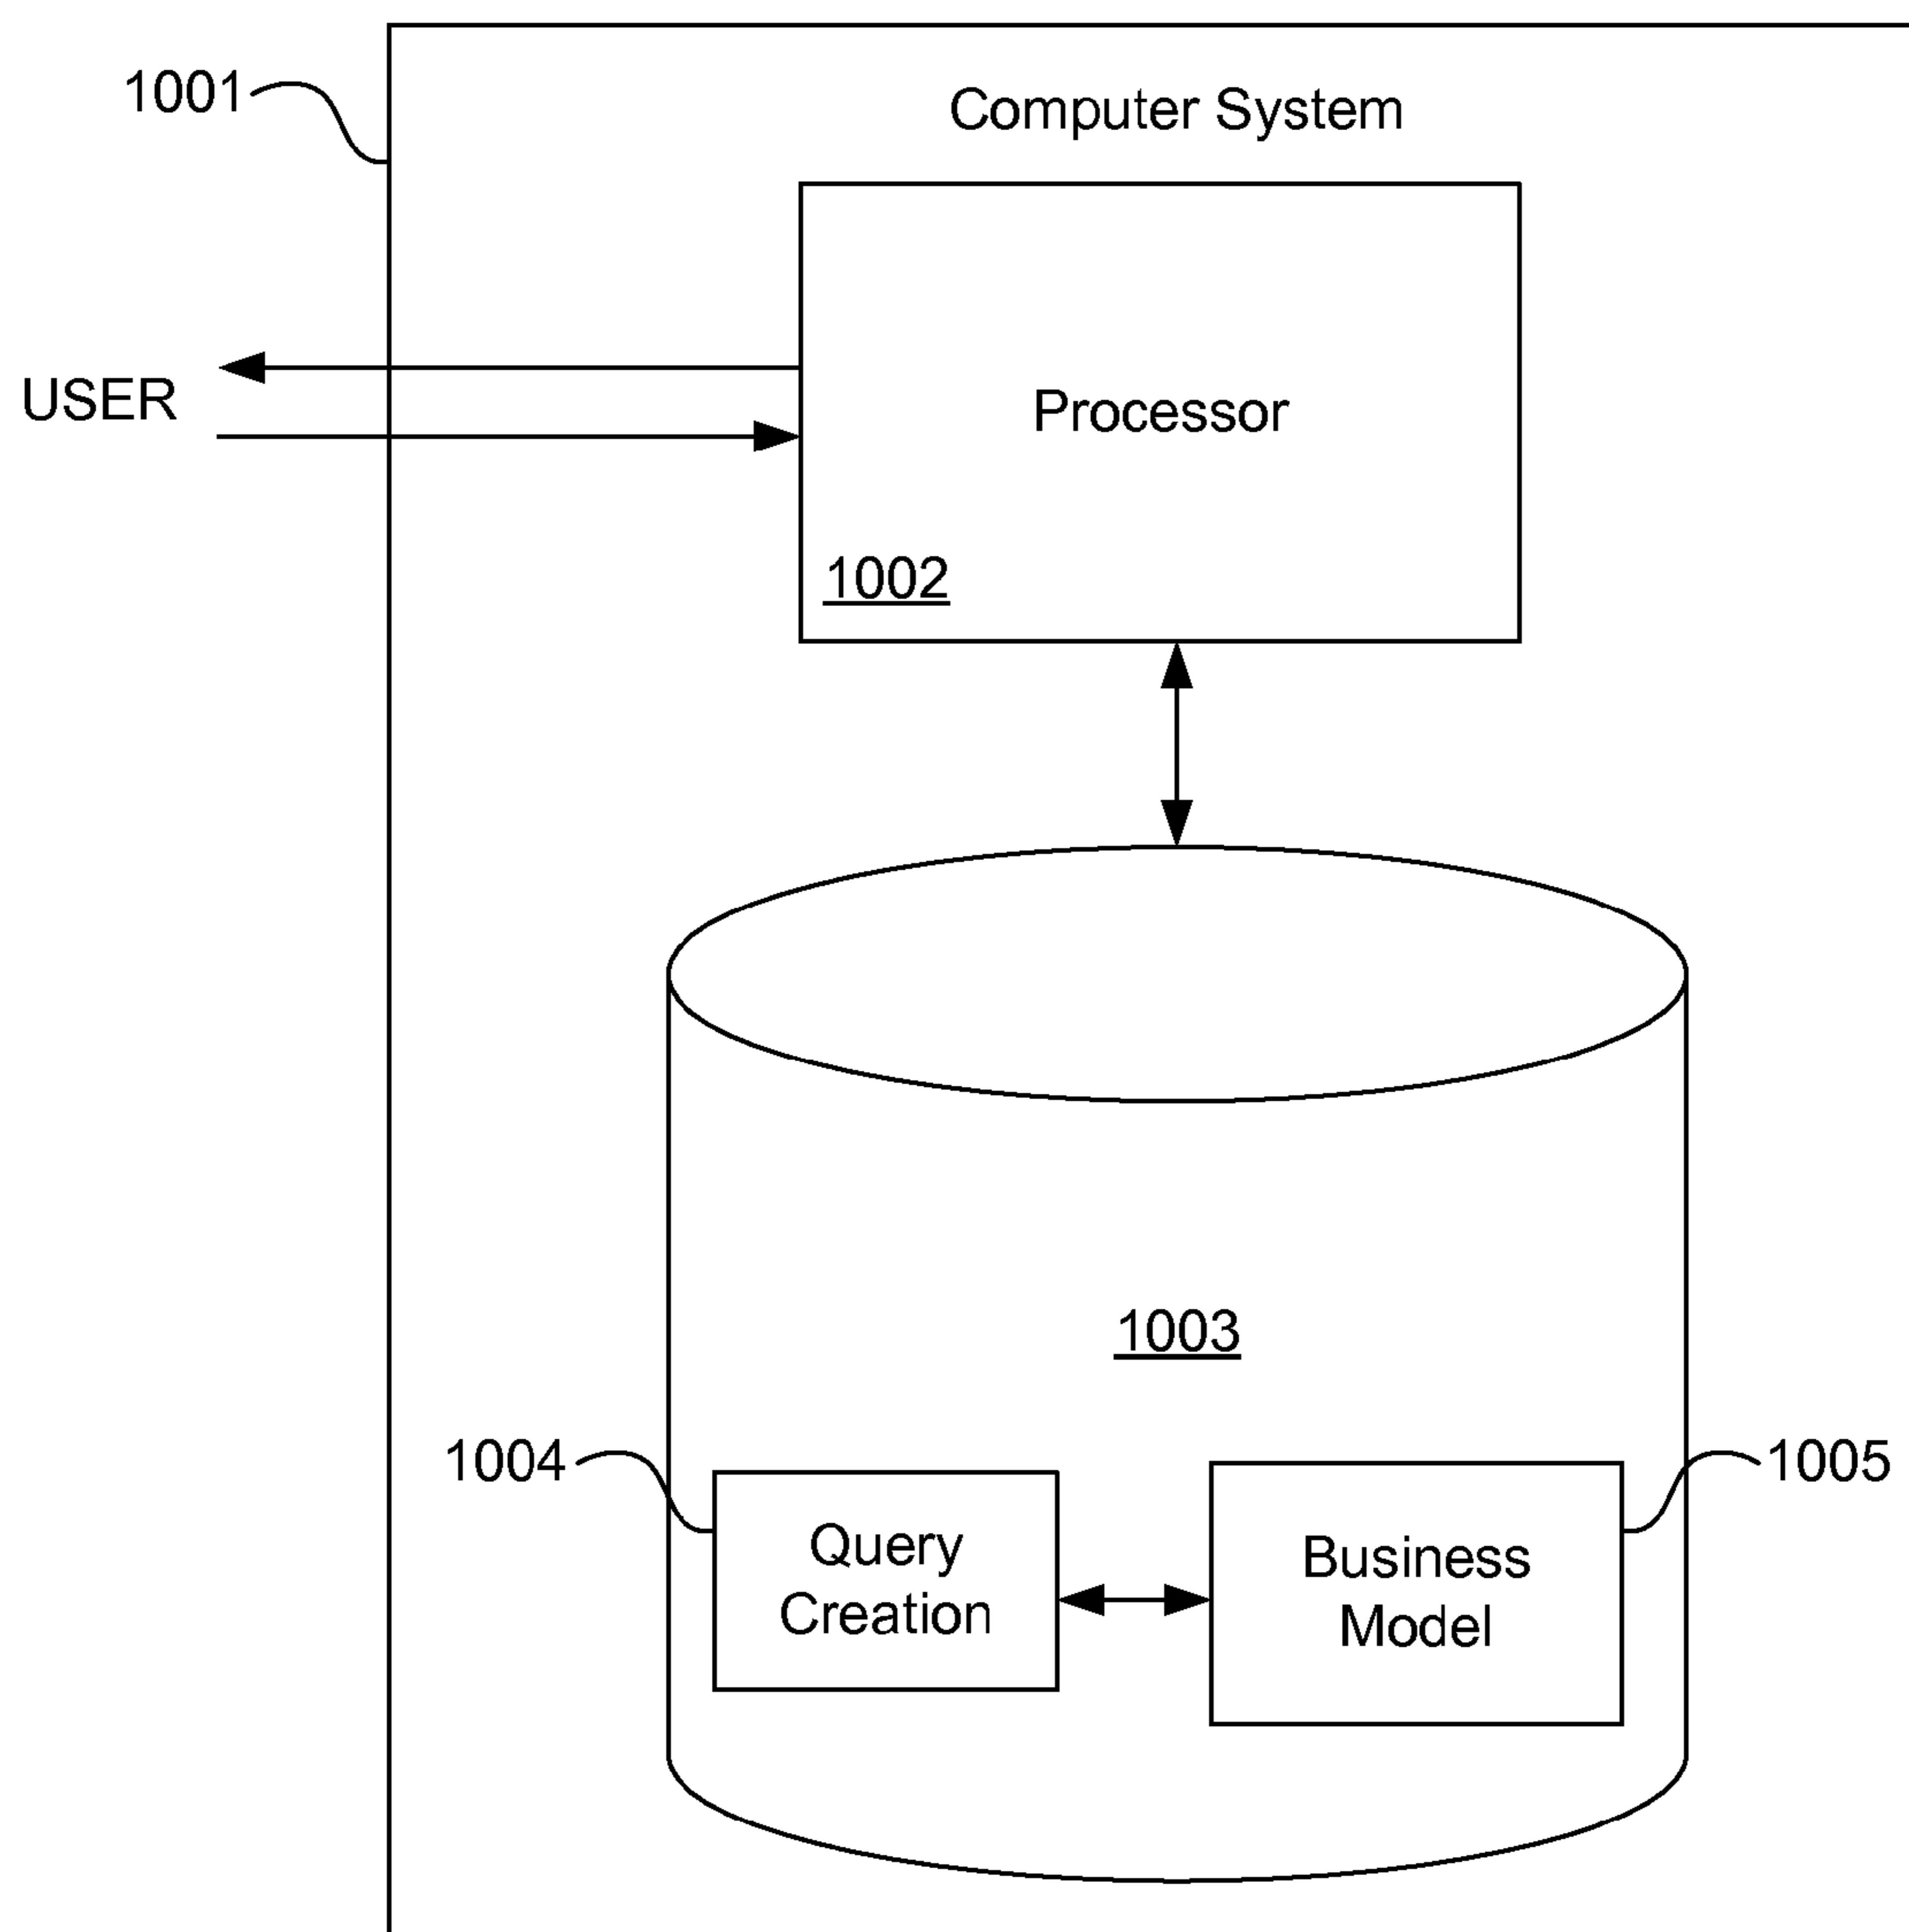 1001
Computer System
USER
Processor
1002
1003
1004
1005
Query
Creation
Business
Model